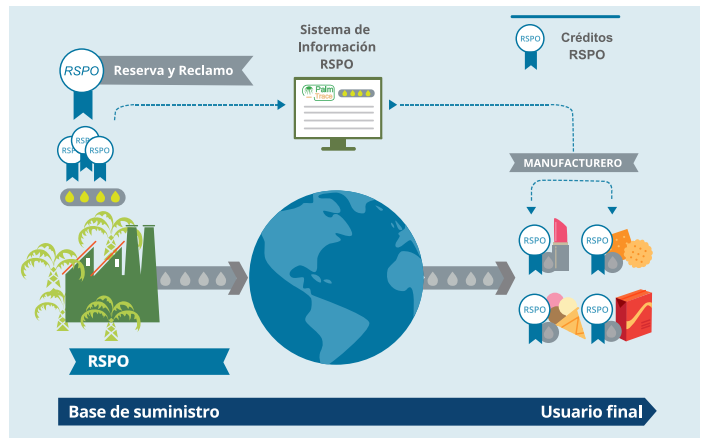 Sistema de
Información
RSPO
RSPO
Créditos
RSPO
RSPO
Reserva y Reclamo
Palm
Trace
RSPO
RSPO
RSPO
MANUFACTURERO
RSPO
RSPO
RSPO
RSPO
RSPO
Base de suministro
Usuario final